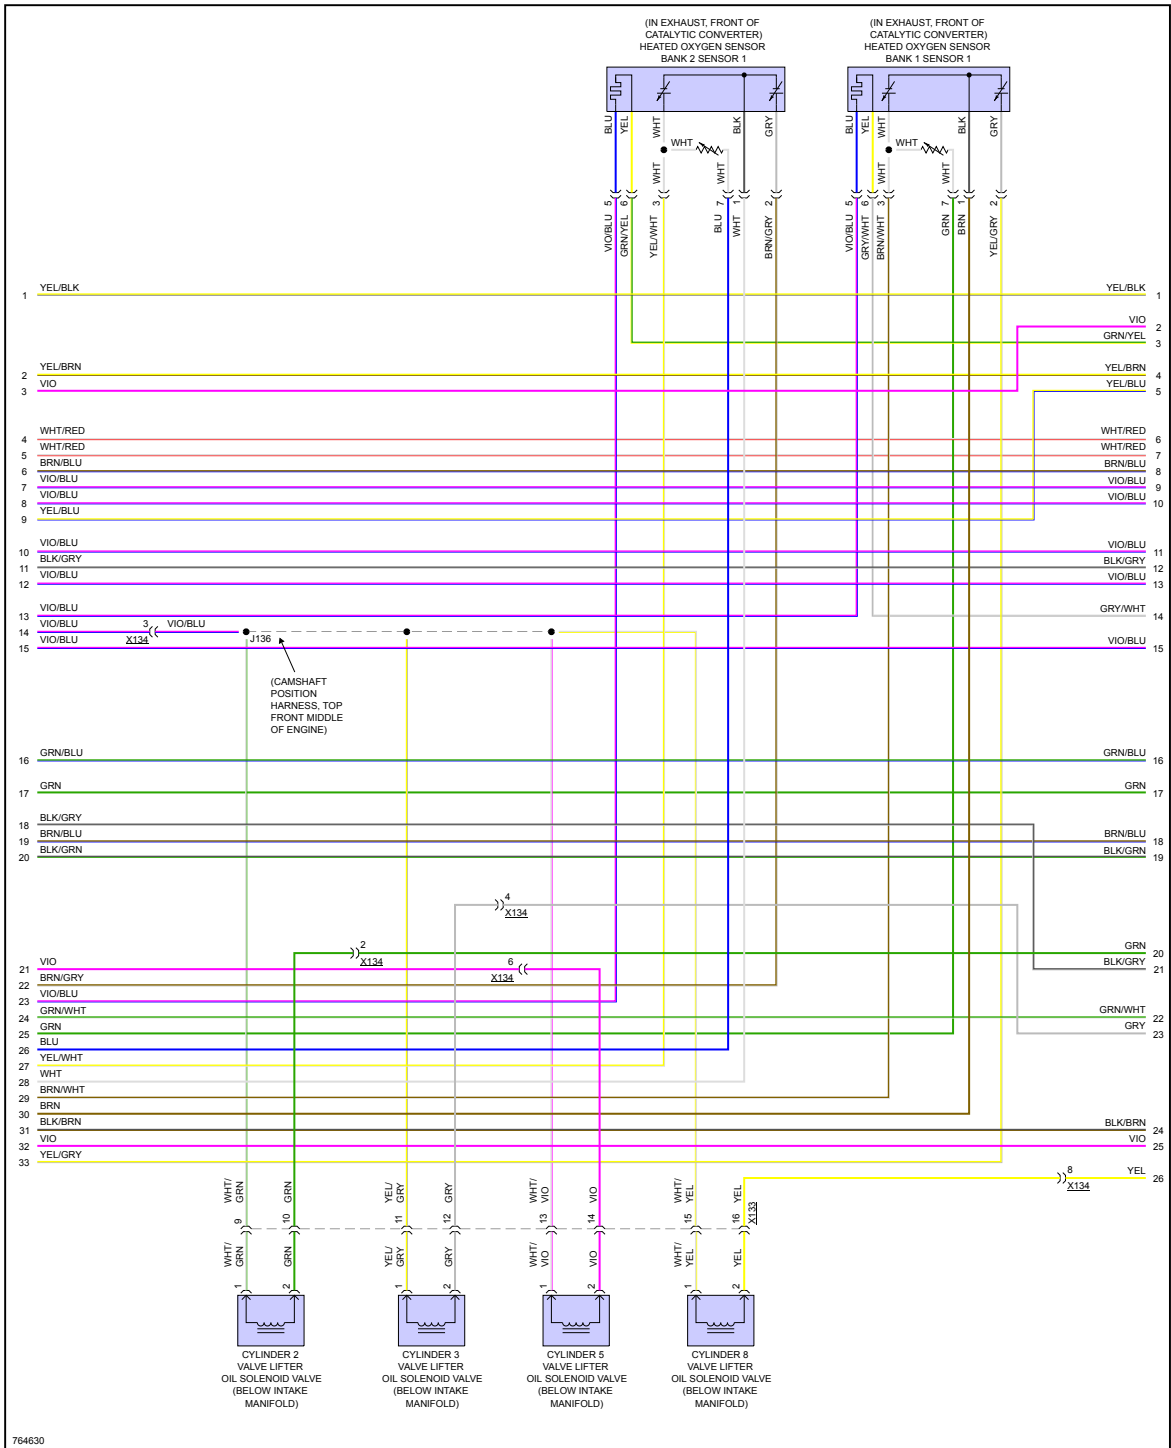 (IN EXHAUST, FRONT OF
CATALYTIC CONVERTER)
HEATED OXYGEN SENSOR
BANK 2 SENSOR 1
(IN EXHAUST, FRONT OF
CATALYTIC CONVERTER)
HEATED OXYGEN SENSOR
BANK 1 SENSOR 1
BLU
YEL
WHT
BLK
GRY
BLU
YEL
WHT
BLK
GRY
WHT
WHT
WHT
WHT
WHT
WHT
5
6
3
7
1
2
5
6
3
7
1
2
VIO/BLU
GRN/YEL
YEL/WHT
BLU
WHT
BRN/GRY
VIO/BLU
GRY/WHT
BRN/WHT
GRN
BRN
YEL/GRY
1 YEL/BLK
YEL/BLK 1
VIO 2
GRN/YEL 3
2 YEL/BRN
YEL/BRN 4
3 VIO
YEL/BLU 5
4 WHT/RED
WHT/RED 6
5 WHT/RED
WHT/RED 7
6 BRN/BLU
BRN/BLU 8
7 VIO/BLU
VIO/BLU 9
8 VIO/BLU
VIO/BLU 10
9 YEL/BLU
10 VIO/BLU
VIO/BLU 11
11 BLK/GRY
BLK/GRY 12
12 VIO/BLU
VIO/BLU 13
13 VIO/BLU
GRY/WHT 14
14 VIO/BLU
3
X134
VIO/BLU
J136
15 VIO/BLU
VIO/BLU 15
(CAMSHAFT
POSITION
HARNESS, TOP
FRONT MIDDLE
OF ENGINE)
16 GRN/BLU
GRN/BLU 16
17 GRN
GRN 17
18 BLK/GRY
19 BRN/BLU
BRN/BLU 18
20 BLK/GRN
BLK/GRN 19
4
X134
2
X134
GRN 20
21 VIO
6
X134
BLK/GRY 21
22 BRN/GRY
23 VIO/BLU
24 GRN/WHT
GRN/WHT 22
25 GRN
GRY 23
26 BLU
27 YEL/WHT
28 WHT
29 BRN/WHT
30 BRN
31 BLK/BRN
BLK/BRN 24
32 VIO
VIO 25
33 YEL/GRY
8
X134
YEL 26
WHT/
GRN
GRN
YEL/
GRY
GRY
WHT/
VIO
VIO
WHT/
YEL
YEL
9
10
11
12
13
14
15
16
X133
WHT/
GRN
GRN
YEL/
GRY
GRY
WHT/
VIO
VIO
WHT/
YEL
YEL
1
2
1
2
1
2
1
2
CYLINDER 2
VALVE LIFTER
OIL SOLENOID VALVE
(BELOW INTAKE
MANIFOLD)
CYLINDER 3
VALVE LIFTER
OIL SOLENOID VALVE
(BELOW INTAKE
MANIFOLD)
CYLINDER 5
VALVE LIFTER
OIL SOLENOID VALVE
(BELOW INTAKE
MANIFOLD)
CYLINDER 8
VALVE LIFTER
OIL SOLENOID VALVE
(BELOW INTAKE
MANIFOLD)
764630